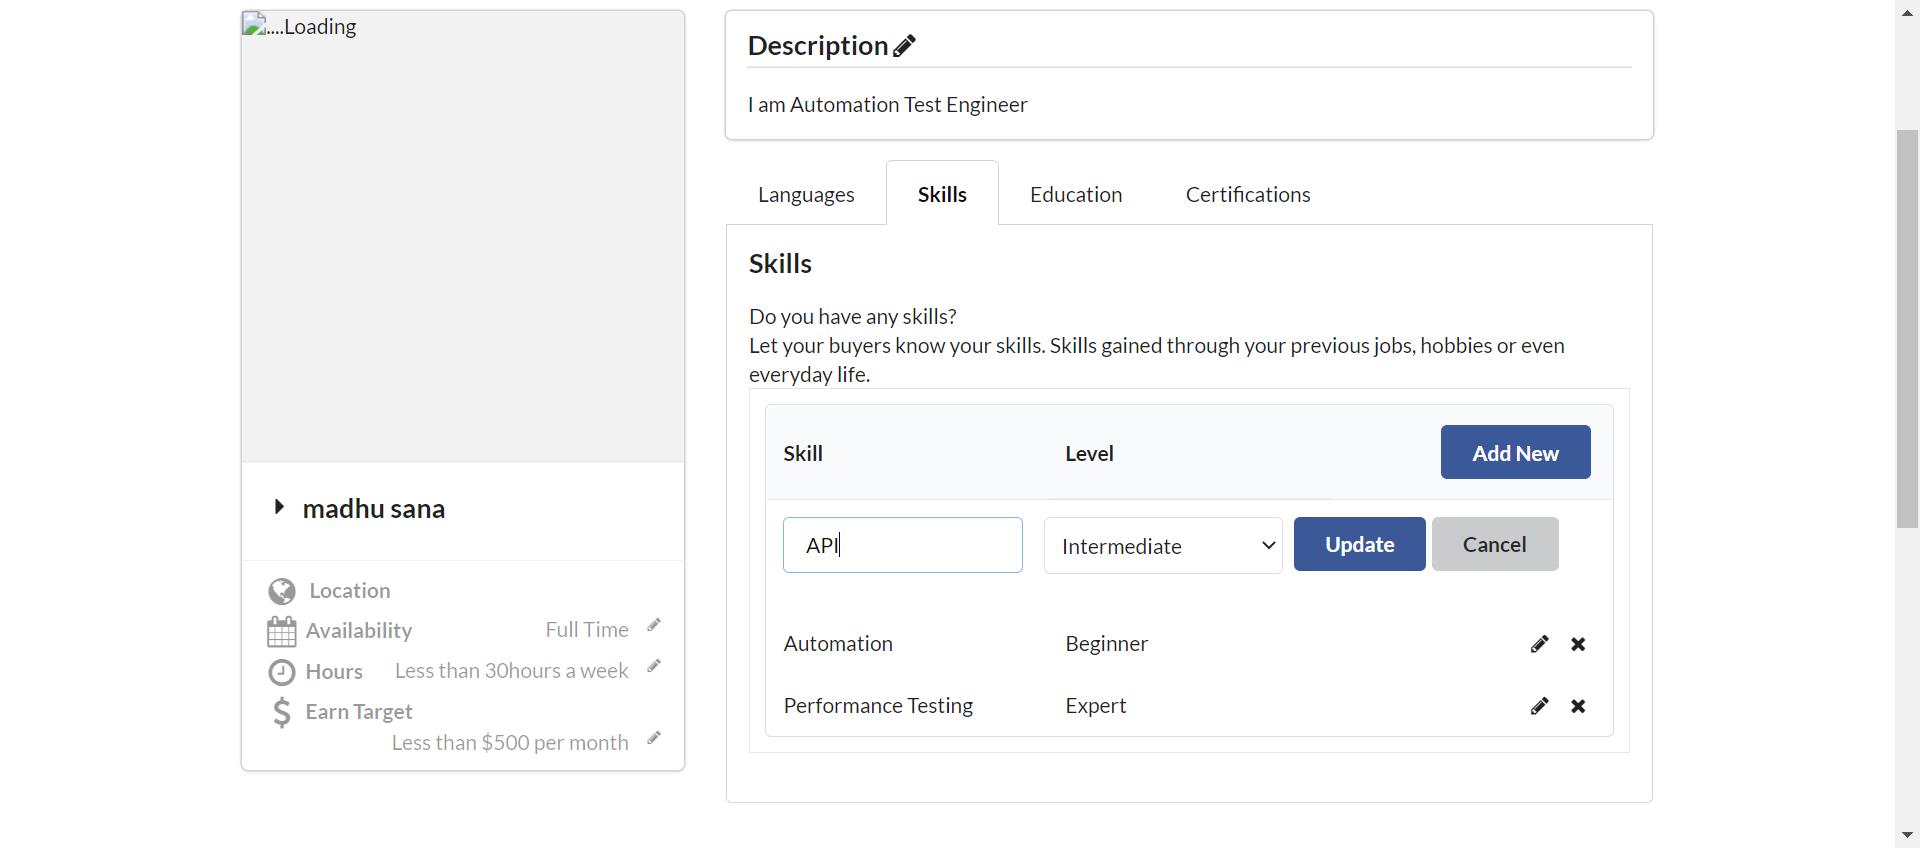 ....Loading
madhu sana
Location
Availability Full Time
Hours Less than 30hours a week
Earn Target
Less than $500 per month
Description
I am Automation Test Engineer
Languages Skills Education Certifications
Skills
Do you have any skills?
Let your buyers know your skills. Skills gained through your previous jobs, hobbies or even
everyday life.
Skill Level Add New
API Intermediate Update Cancel
Automation Beginner
Performance Testing Expert